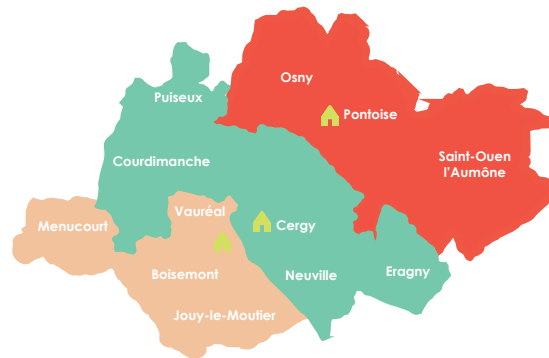 Osny
Puiseux
Pontoise
Courdimanche
Saint-Ouen
l'Aumône
Vauréal
Menucourt
Cergy
Boisemont
Neuville
Eragny
Jouy-le-Moutier